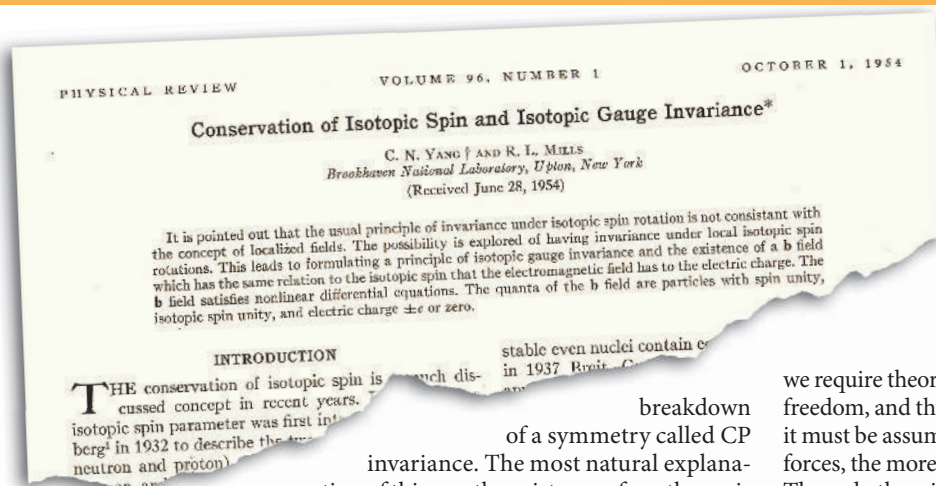 PHYSICAL REVIEW
VOLUME 96, NUMBER 1
OCTOBER 1, 1954
Conservation of Isotopic Spin and Isotopic Gauge Invariance*
C. N. YANG † AND R. L. MILLS
Brookhaven National Laboratory, Upton, New York
(Received June 28, 1954)
It is pointed out that the usual principle of invariance under isotopic spin rotation is not consistant with
the concept of localized fields. The possibility is explored of having invariance under local isotopic spin
rotations. This leads to formulating a principle of isotopic gauge invariance and the existence of a b field
which has the same relation to the isotopic spin that the electromagnetic field has to the electric charge. The
b field satisfies nonlinear differential equations. The quanta of the b field are particles with spin unity,
isotopic spin unity, and electric charge ±e or zero.
INTRODUCTION
THE conservation of isotopic spin is a much dis-
cussed concept in recent years.
isotopic spin parameter was first
berg¹ in 1932 to describe the
neutron and proton)
stable even nuclei contain
in 1937 Breit,
breakdown
of a symmetry called CP
invariance. The most natural explana-
we require
freedom, and
it must be
forces, the more